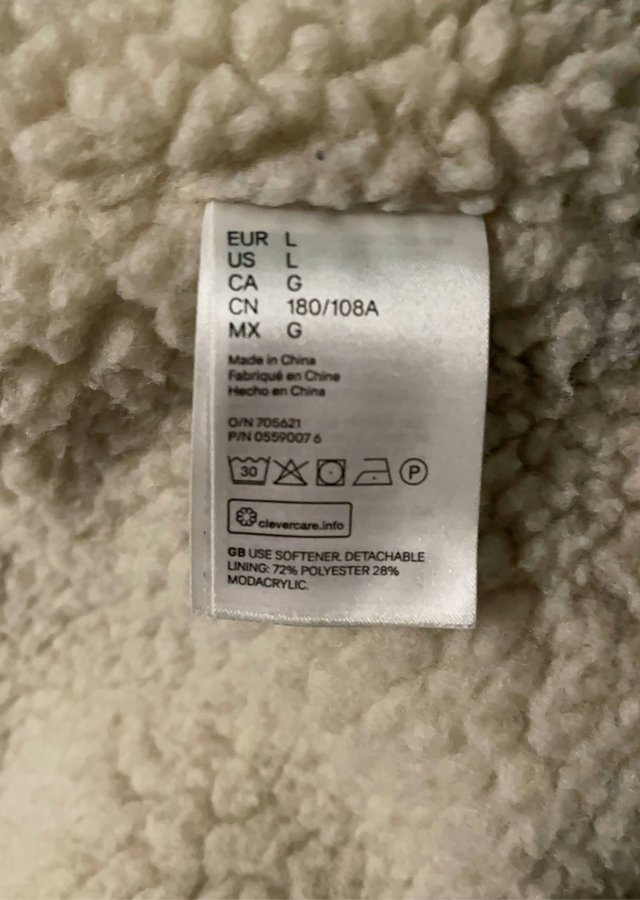 EUR L
US L
CA G
CN 180/108A
MX G
Made in China
Fabriqué en Chine
Hecho en China
O/N 705621
P/N 0559007 6
30 P
clevercare.info
GB USE SOFTENER. DETACHABLE
LINING: 72% POLYESTER 28%
MODACRYLIC.